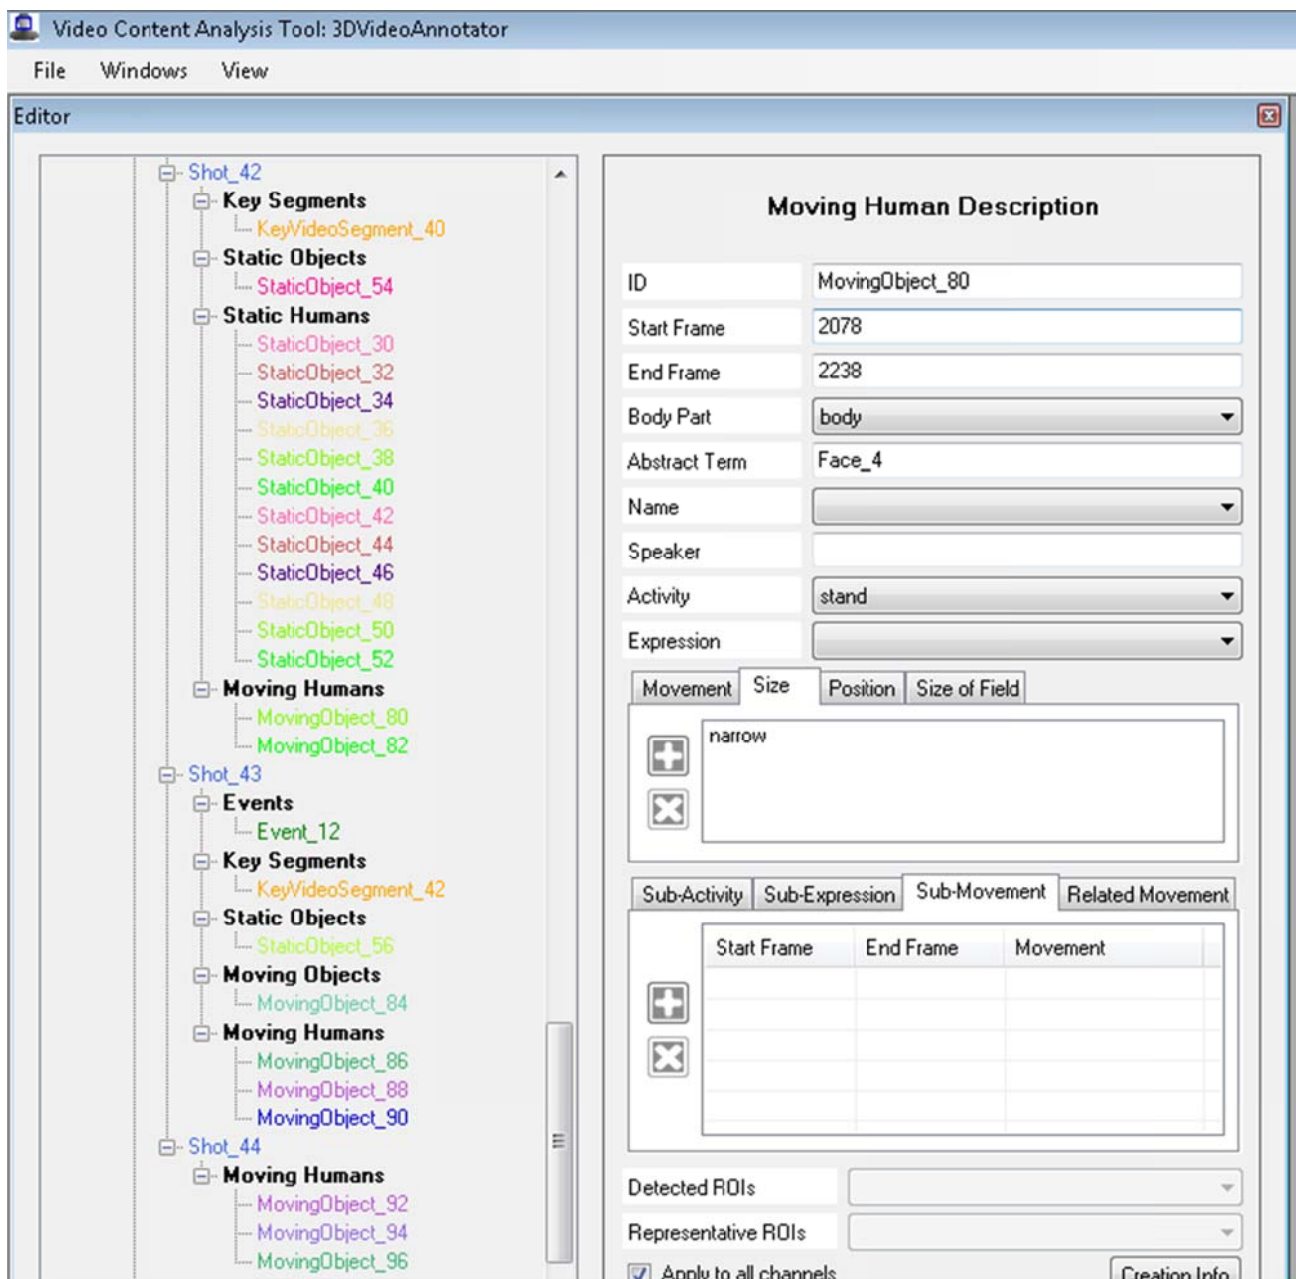 Video Content Analysis Tool: 3DVideoAnnotator
File Windows View
Editor
Shot_42
Key Segments
KeyVideoSegment_40
Static Objects
StaticObject_54
Static Humans
StaticObject_30
StaticObject_32
StaticObject_34
StaticObject_36
StaticObject_38
StaticObject_40
StaticObject_42
StaticObject_44
StaticObject_46
StaticObject_48
StaticObject_50
StaticObject_52
Moving Humans
MovingObject_80
MovingObject_82
Shot_43
Events
Event_12
Key Segments
KeyVideoSegment_42
Static Objects
StaticObject_56
Moving Objects
MovingObject_84
Moving Humans
MovingObject_86
MovingObject_88
MovingObject_90
Shot_44
Moving Humans
MovingObject_92
MovingObject_94
MovingObject_96
Moving Human Description
ID MovingObject_80
Start Frame 2078
End Frame 2238
Body Part body
Abstract Term Face_4
Name
Speaker
Activity stand
Expression
Movement Size Position Size of Field
narrow
Sub-Activity Sub-Expression Sub-Movement Related Movement
Start Frame End Frame Movement
Detected ROIs
Representative ROIs
Apply to all channels Creation Info